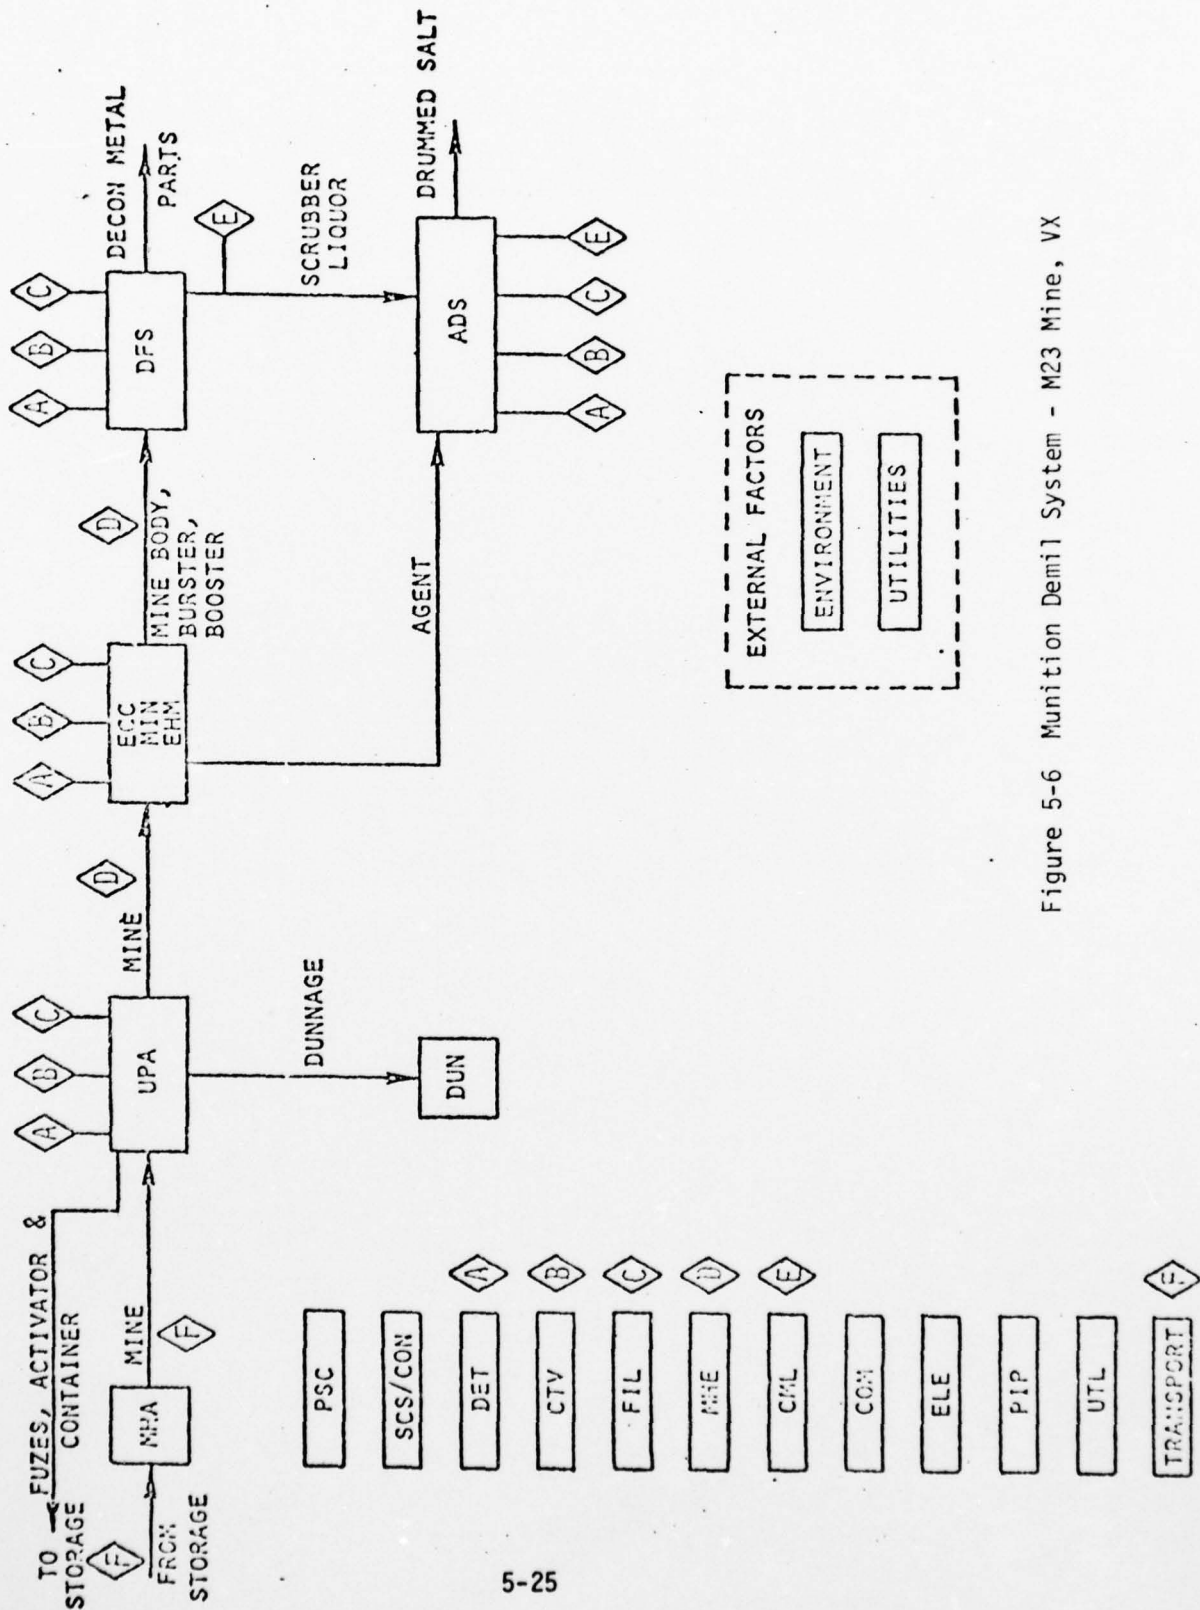 TO
STORAGE
FUZES, ACTIVATOR &
CONTAINER
F
FROM
STORAGE
MHA
MINE
F
A
B
C
UPA
DUNNAGE
DUN
MINE
D
A
B
C
ECC
MIN
EHM
D
MINE BODY,
BURSTER,
BOOSTER
AGENT
A
B
C
DFS
DECON METAL
PARTS
E
SCRUBBER
LIQUOR
ADS
DRUMMED SALT
A
B
C
E
PSC
SCS/CON
DET
A
CTV
B
FIL
C
MHE
D
CML
E
COM
ELE
PIP
UTL
TRANSPORT
F
EXTERNAL FACTORS
ENVIRONMENT
UTILITIES
Figure 5-6 Munition Demil System - M23 Mine, VX
5-25